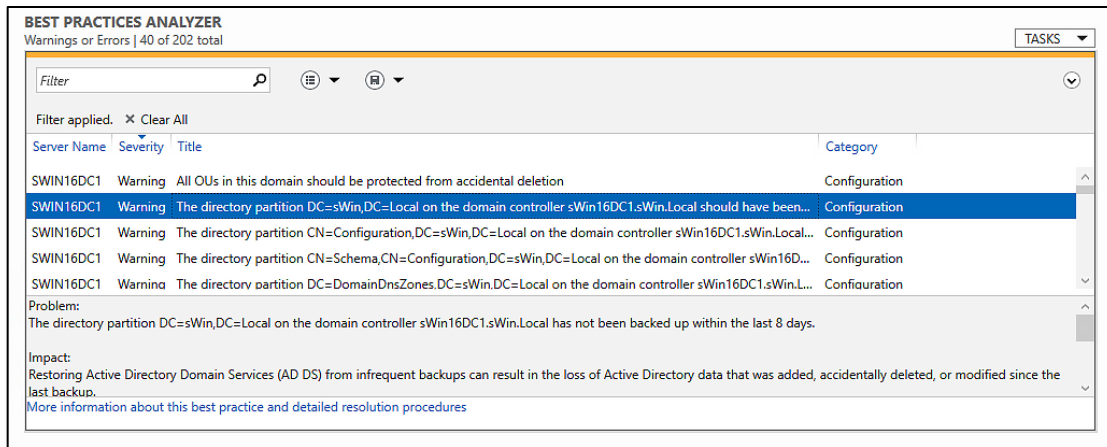 BEST PRACTICES ANALYZER
Warnings or Errors | 40 of 202 total
TASKS
Filter
Filter applied. × Clear All
Server Name Severity Title Category
SWIN16DC1 Warning All OUs in this domain should be protected from accidental deletion Configuration
SWIN16DC1 Warning The directory partition DC=sWin,DC=Local on the domain controller sWin16DC1.sWin.Local should have been... Configuration
SWIN16DC1 Warning The directory partition CN=Configuration,DC=sWin,DC=Local on the domain controller sWin16DC1.sWin.Local... Configuration
SWIN16DC1 Warning The directory partition CN=Schema,CN=Configuration,DC=sWin,DC=Local on the domain controller sWin16D... Configuration
SWIN16DC1 Warning The directory partition DC=DomainDnsZones,DC=sWin,DC=Local on the domain controller sWin16DC1.sWin.L... Configuration
Problem:
The directory partition DC=sWin,DC=Local on the domain controller sWin16DC1.sWin.Local has not been backed up within the last 8 days.
Impact:
Restoring Active Directory Domain Services (AD DS) from infrequent backups can result in the loss of Active Directory data that was added, accidentally deleted, or modified since the
last backup.
More information about this best practice and detailed resolution procedures